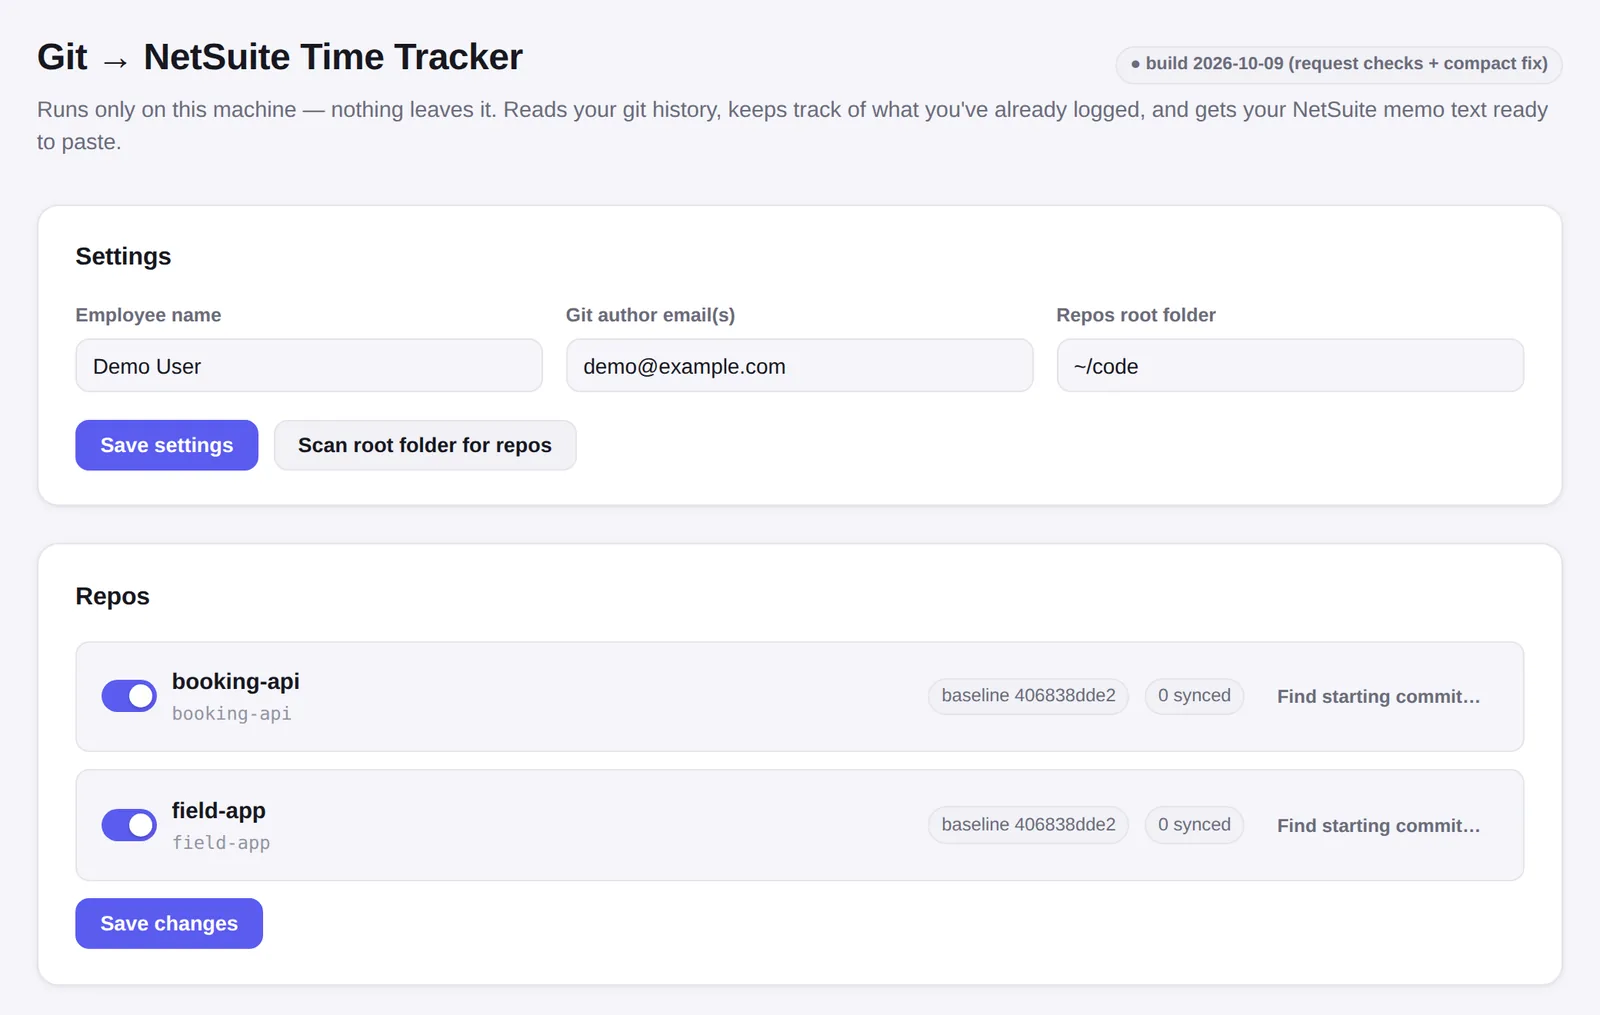 Git → NetSuite Time Tracker
● build 2026-10-09 (request checks + compact fix)
Runs only on this machine — nothing leaves it. Reads your git history, keeps track of what you've already logged, and gets your NetSuite memo text ready
to paste.
Settings
Employee name
Git author email(s)
Repos root folder
Demo User
demo@example.com
~/code
Save settings
Scan root folder for repos
Repos
booking-api
booking-api
baseline 406838dde2
0 synced
Find starting commit…
field-app
field-app
baseline 406838dde2
0 synced
Find starting commit…
Save changes